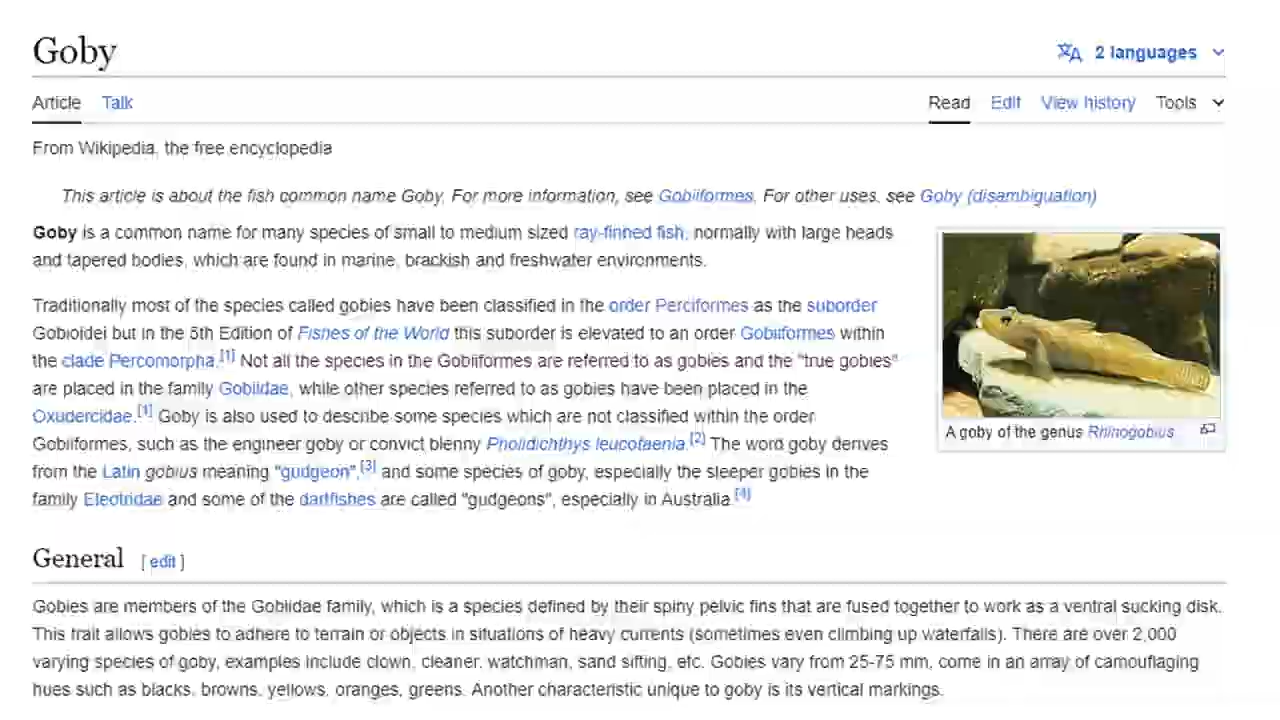 Goby
2 languages
Article Talk
Read Edit View history Tools
From Wikipedia, the free encyclopedia
This article is about the fish common name Goby. For more information, see Gobiiformes. For other uses, see Goby (disambiguation)
Goby is a common name for many species of small to medium sized ray-finned fish, normally with large heads
and tapered bodies, which are found in marine, brackish and freshwater environments.
Traditionally most of the species called gobies have been classified in the order Perciformes as the suborder
Gobioidei but in the 5th Edition of Fishes of the World this suborder is elevated to an order Gobiiformes within
the clade Percomorpha.[1] Not all the species in the Gobiiformes are referred to as gobies and the "true gobies"
are placed in the family Gobiidae, while other species referred to as gobies have been placed in the
Oxudercidae.[1] Goby is also used to describe some species which are not classified within the order
Gobiiformes, such as the engineer goby or convict blenny Pholidichthys leucotaenia.[2] The word goby derives
from the Latin gobius meaning "gudgeon",[3] and some species of goby, especially the sleeper gobies in the
family Eleotridae and some of the dartfishes are called "gudgeons", especially in Australia.[4]
A goby of the genus Rhinogobius
General [ edit ]
Gobies are members of the Gobiidae family, which is a species defined by their spiny pelvic fins that are fused together to work as a ventral sucking disk.
This trait allows gobies to adhere to terrain or objects in situations of heavy currents (sometimes even climbing up waterfalls). There are over 2,000
varying species of goby, examples include clown, cleaner, watchman, sand sifting, etc. Gobies vary from 25-75 mm, come in an array of camouflaging
hues such as blacks, browns, yellows, oranges, greens. Another characteristic unique to goby is its vertical markings.